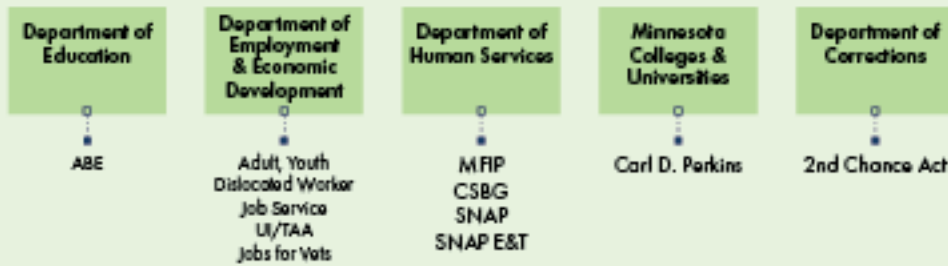 Department of
Education
Department of
Employment
& Economic
Development
Department of
Human Services
Minnesota
Colleges &
Universities
Department of
Corrections
ABE
Adult, Youth
Dislocated Worker
Job Service
UI/TAA
Jobs for Vets
MFIP
CSBG
SNAP
SNAP E&T
Carl D. Perkins
2nd Chance Act